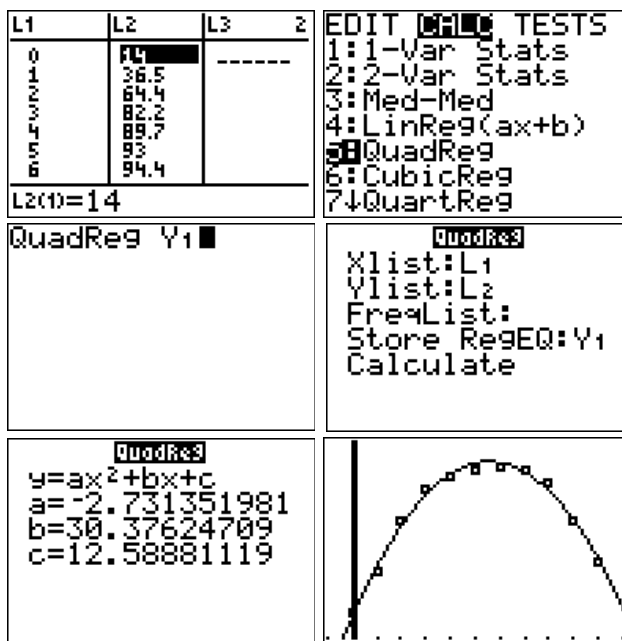 L1 L2 L3 2
0 14 ------
1 36.5
2 64.4
3 82.2
4 89.7
5 93
6 94.4
L2(1)=14
EDIT CALC TESTS
1:1-Var Stats
2:2-Var Stats
3:Med-Med
4:LinReg(ax+b)
5:QuadReg
6:CubicReg
7↓QuartReg
QuadReg Y₁
QuadReg
Xlist:L₁
Ylist:L₂
FreqList:
Store RegEQ:Y₁
Calculate
QuadReg
y=ax²+bx+c
a=-2.731351981
b=30.37624709
c=12.58881119